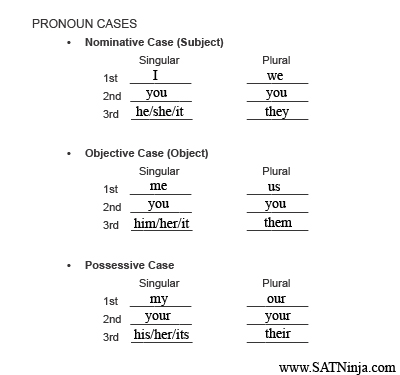 PRONOUN CASES
• Nominative Case (Subject)
Singular Plural
1st I we
2nd you you
3rd he/she/it they
• Objective Case (Object)
Singular Plural
1st me us
2nd you you
3rd him/her/it them
• Possessive Case
Singular Plural
1st my our
2nd your your
3rd his/her/its their
www.SATNinja.com